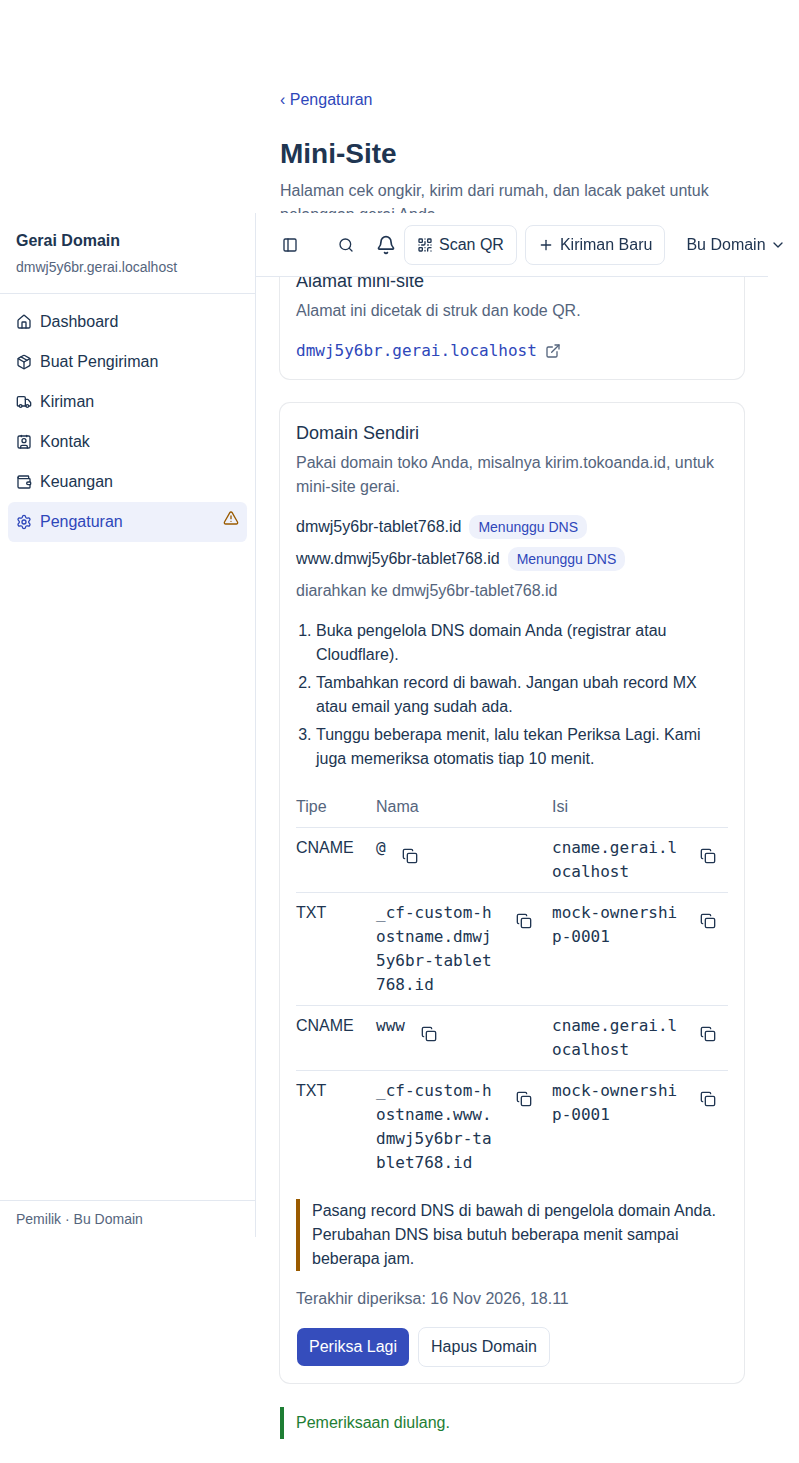 ‹ Pengaturan
Mini-Site
Halaman cek ongkir, kirim dari rumah, dan lacak paket untuk
pelanggan gerai Anda.
Gerai Domain
dmwj5y6br.gerai.localhost
Scan QR
Kiriman Baru
Bu Domain
Dashboard
Buat Pengiriman
Kiriman
Kontak
Keuangan
Pengaturan
Pemilik · Bu Domain
Alamat mini-site
Alamat ini dicetak di struk dan kode QR.
dmwj5y6br.gerai.localhost
Domain Sendiri
Pakai domain toko Anda, misalnya kirim.tokoanda.id, untuk
mini-site gerai.
dmwj5y6br-tablet768.id Menunggu DNS
www.dmwj5y6br-tablet768.id Menunggu DNS
diarahkan ke dmwj5y6br-tablet768.id
1. Buka pengelola DNS domain Anda (registrar atau
Cloudflare).
2. Tambahkan record di bawah. Jangan ubah record MX
atau email yang sudah ada.
3. Tunggu beberapa menit, lalu tekan Periksa Lagi. Kami
juga memeriksa otomatis tiap 10 menit.
Tipe Nama Isi
CNAME @ cname.gerai.l
ocalhost
TXT _cf-custom-h mock-ownershi
ostname.dmwj p-0001
5y6br-tablet
768.id
CNAME www cname.gerai.l
ocalhost
TXT _cf-custom-h mock-ownershi
ostname.www. p-0001
dmwj5y6br-ta
blet768.id
Pasang record DNS di bawah di pengelola domain Anda.
Perubahan DNS bisa butuh beberapa menit sampai
beberapa jam.
Terakhir diperiksa: 16 Nov 2026, 18.11
Periksa Lagi
Hapus Domain
Pemeriksaan diulang.